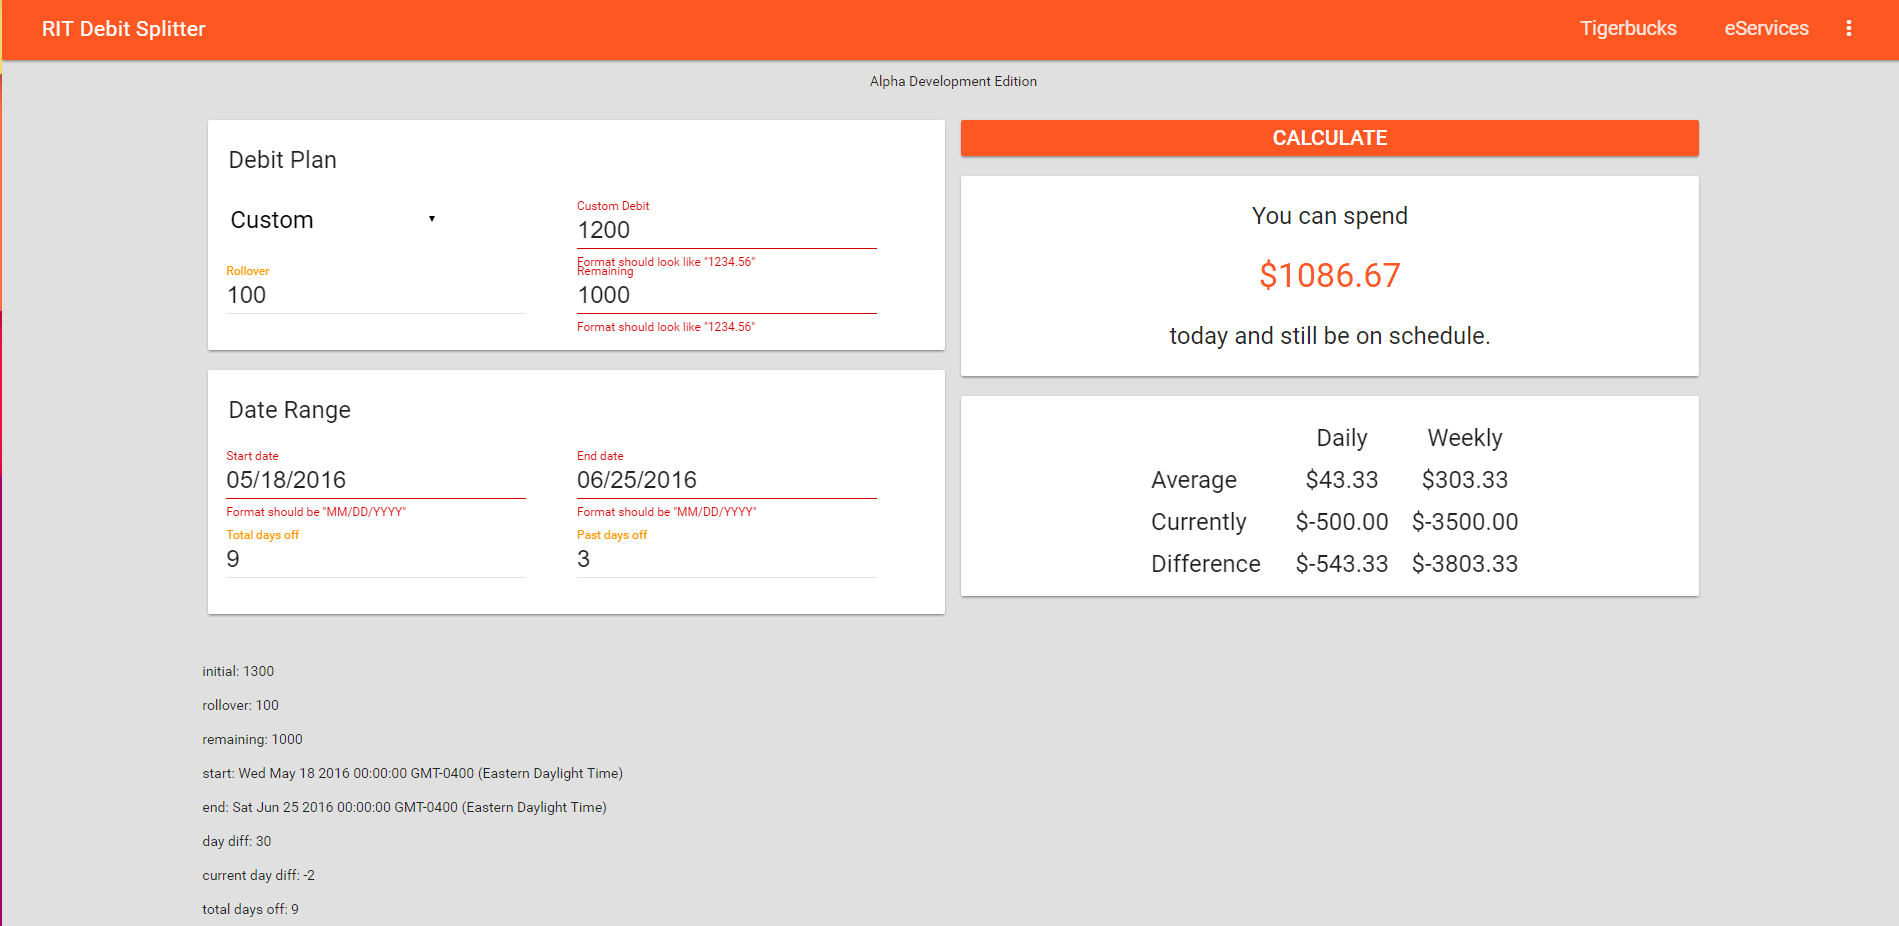 RIT Debit Splitter
Tigerbucks
eServices
Alpha Development Edition
Debit Plan
Custom
Custom Debit
1200
Format should look like "1234.56"
Rollover
100
Remaining
1000
Format should look like "1234.56"
Date Range
Start date
05/18/2016
Format should be "MM/DD/YYYY"
End date
06/25/2016
Format should be "MM/DD/YYYY"
Total days off
9
Past days off
3
CALCULATE
You can spend
$1086.67
today and still be on schedule.
Daily Weekly
Average $43.33 $303.33
Currently $-500.00 $-3500.00
Difference $-543.33 $-3803.33
initial: 1300
rollover: 100
remaining: 1000
start: Wed May 18 2016 00:00:00 GMT-0400 (Eastern Daylight Time)
end: Sat Jun 25 2016 00:00:00 GMT-0400 (Eastern Daylight Time)
day diff: 30
current day diff: -2
total days off: 9